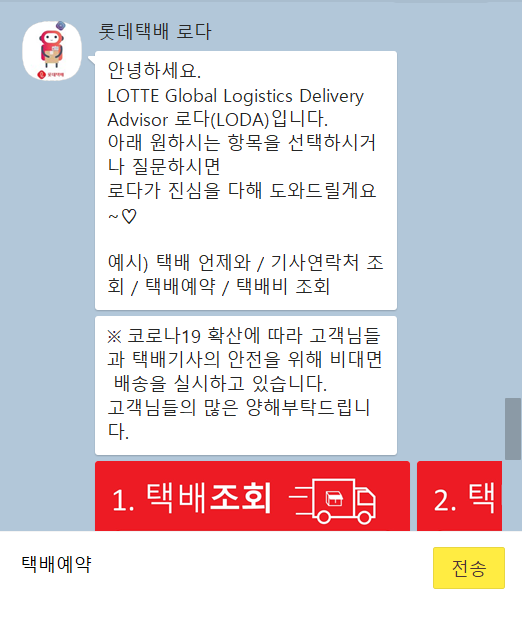 롯데택배 로다
롯데택배
안녕하세요.
LOTTE Global Logistics Delivery
Advisor 로다(LODA)입니다.
아래 원하시는 항목을 선택하시거
나 질문하시면
로다가 진심을 다해 도와드릴게요
~♡
예시) 택배 언제와 / 기사연락처 조
회 / 택배예약 / 택배비 조회
※ 코로나19 확산에 따라 고객님들
과 택배기사의 안전을 위해 비대면
배송을 실시하고 있습니다.
고객님들의 많은 양해부탁드립니
다.
1. 택배조회
2. 택
택배예약
전송